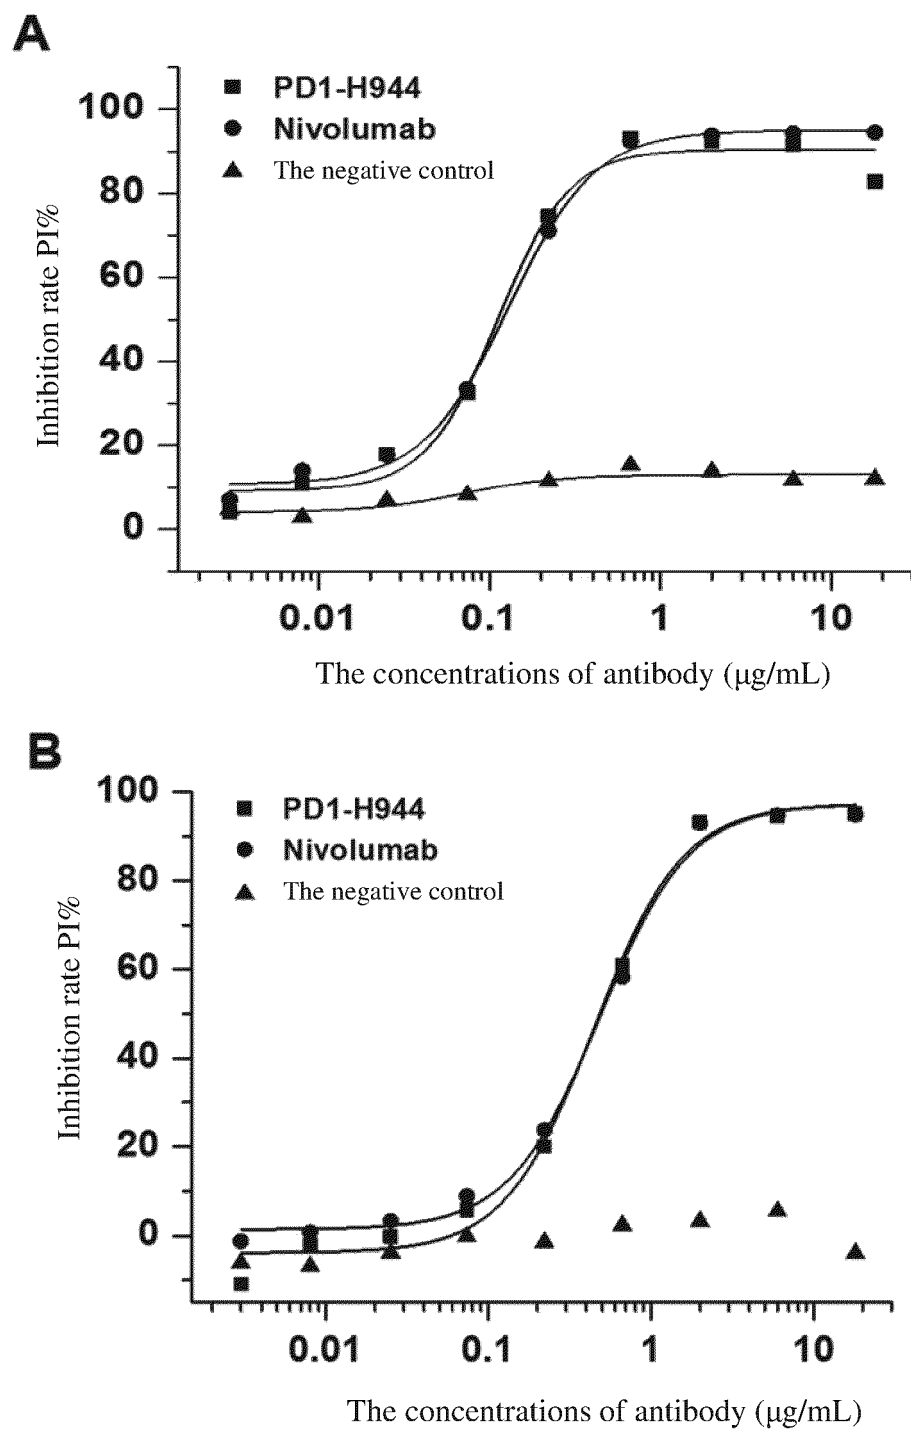 A
PD1-H944
Nivolumab
The negative control
100
80
60
40
20
0
Inhibition rate PI%
0.01 0.1 1 10
The concentrations of antibody (μg/mL)
B
PD1-H944
Nivolumab
The negative control
100
80
60
40
20
0
Inhibition rate PI%
0.01 0.1 1 10
The concentrations of antibody (μg/mL)